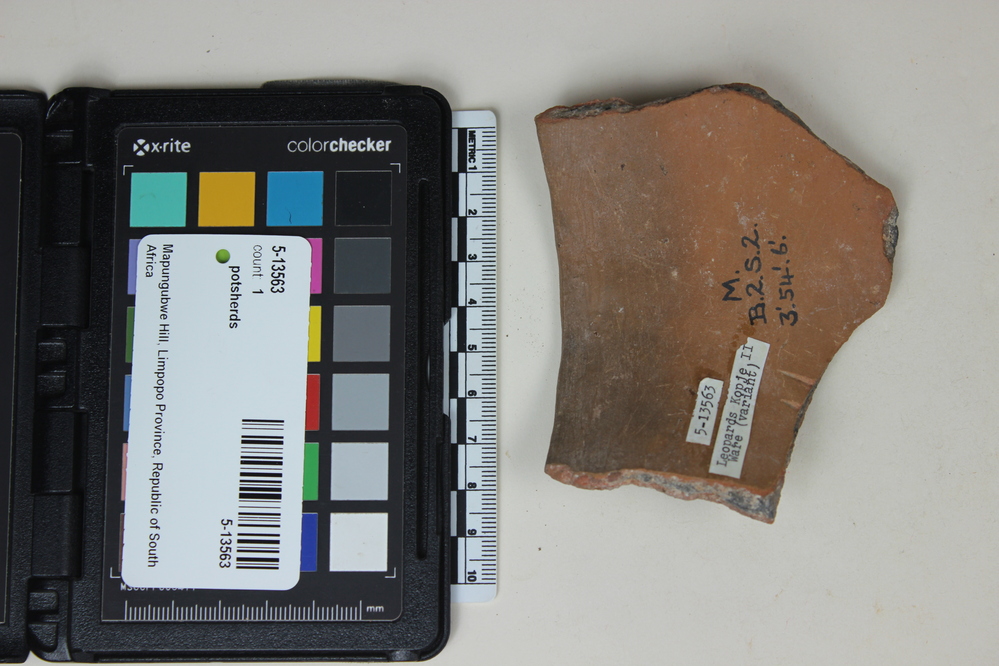 x-rite
colorchecker
5-13563
count 1
potsherds
Mapungubwe Hill, Limpopo Province, Republic of South
Africa
5-13563
mm
METRIC 1
2
3
4
5
6
7
8
9
10
M.
B.2.S.2.
3'.54'.6'.
5-13563
Leopards Kopje II
Ware (variant)